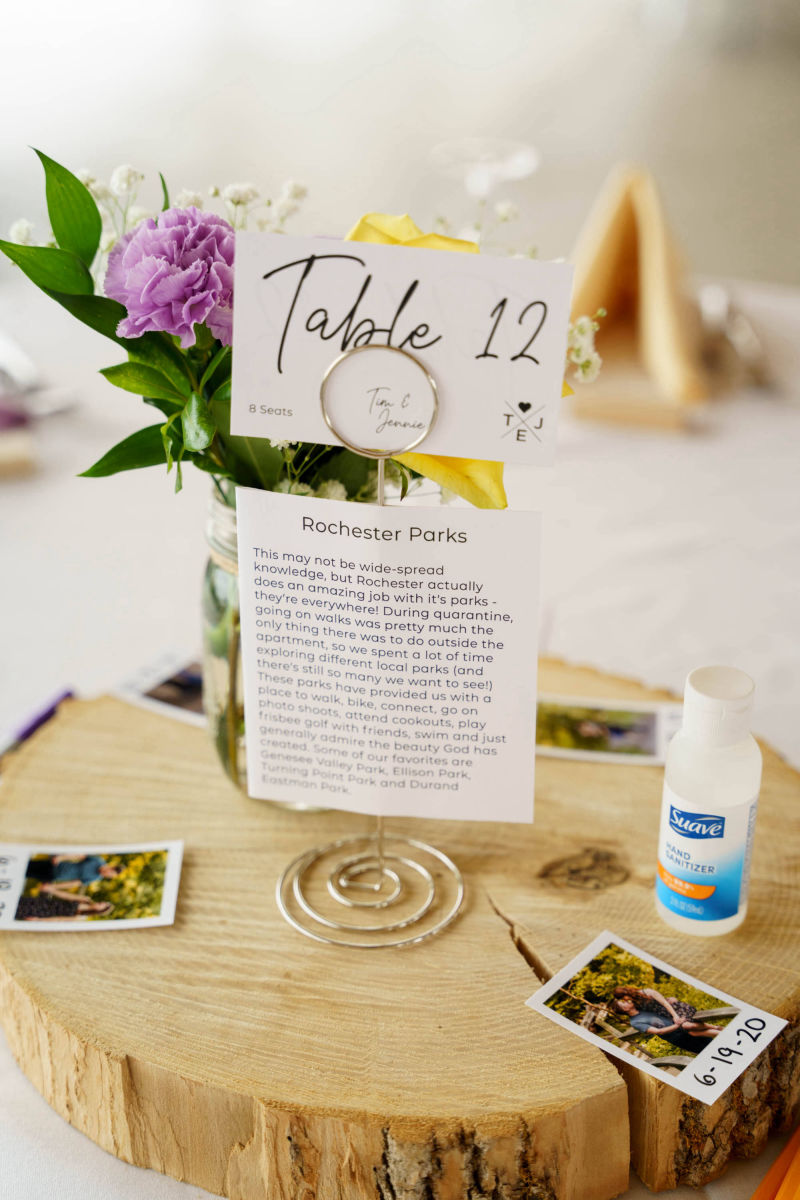 Table 12
8 Seats
Tim &
Jennie
T J
E
Rochester Parks
This may not be wide-spread
knowledge, but Rochester actually
does an amazing job with it's parks -
they're everywhere! During quarantine,
going on walks was pretty much the
only thing there was to do outside the
apartment, so we spent a lot of time
exploring different local parks (and
there's still so many we want to see!)
These parks have provided us with a
place to walk, bike, connect, go on
photo shoots, attend cookouts, play
frisbee golf with friends, swim and just
generally admire the beauty God has
created. Some of our favorites are
Genesee Valley Park, Ellison Park,
Turning Point Park and Durand
Eastman Park.
Suave
HAND
SANITIZER
6-19-20